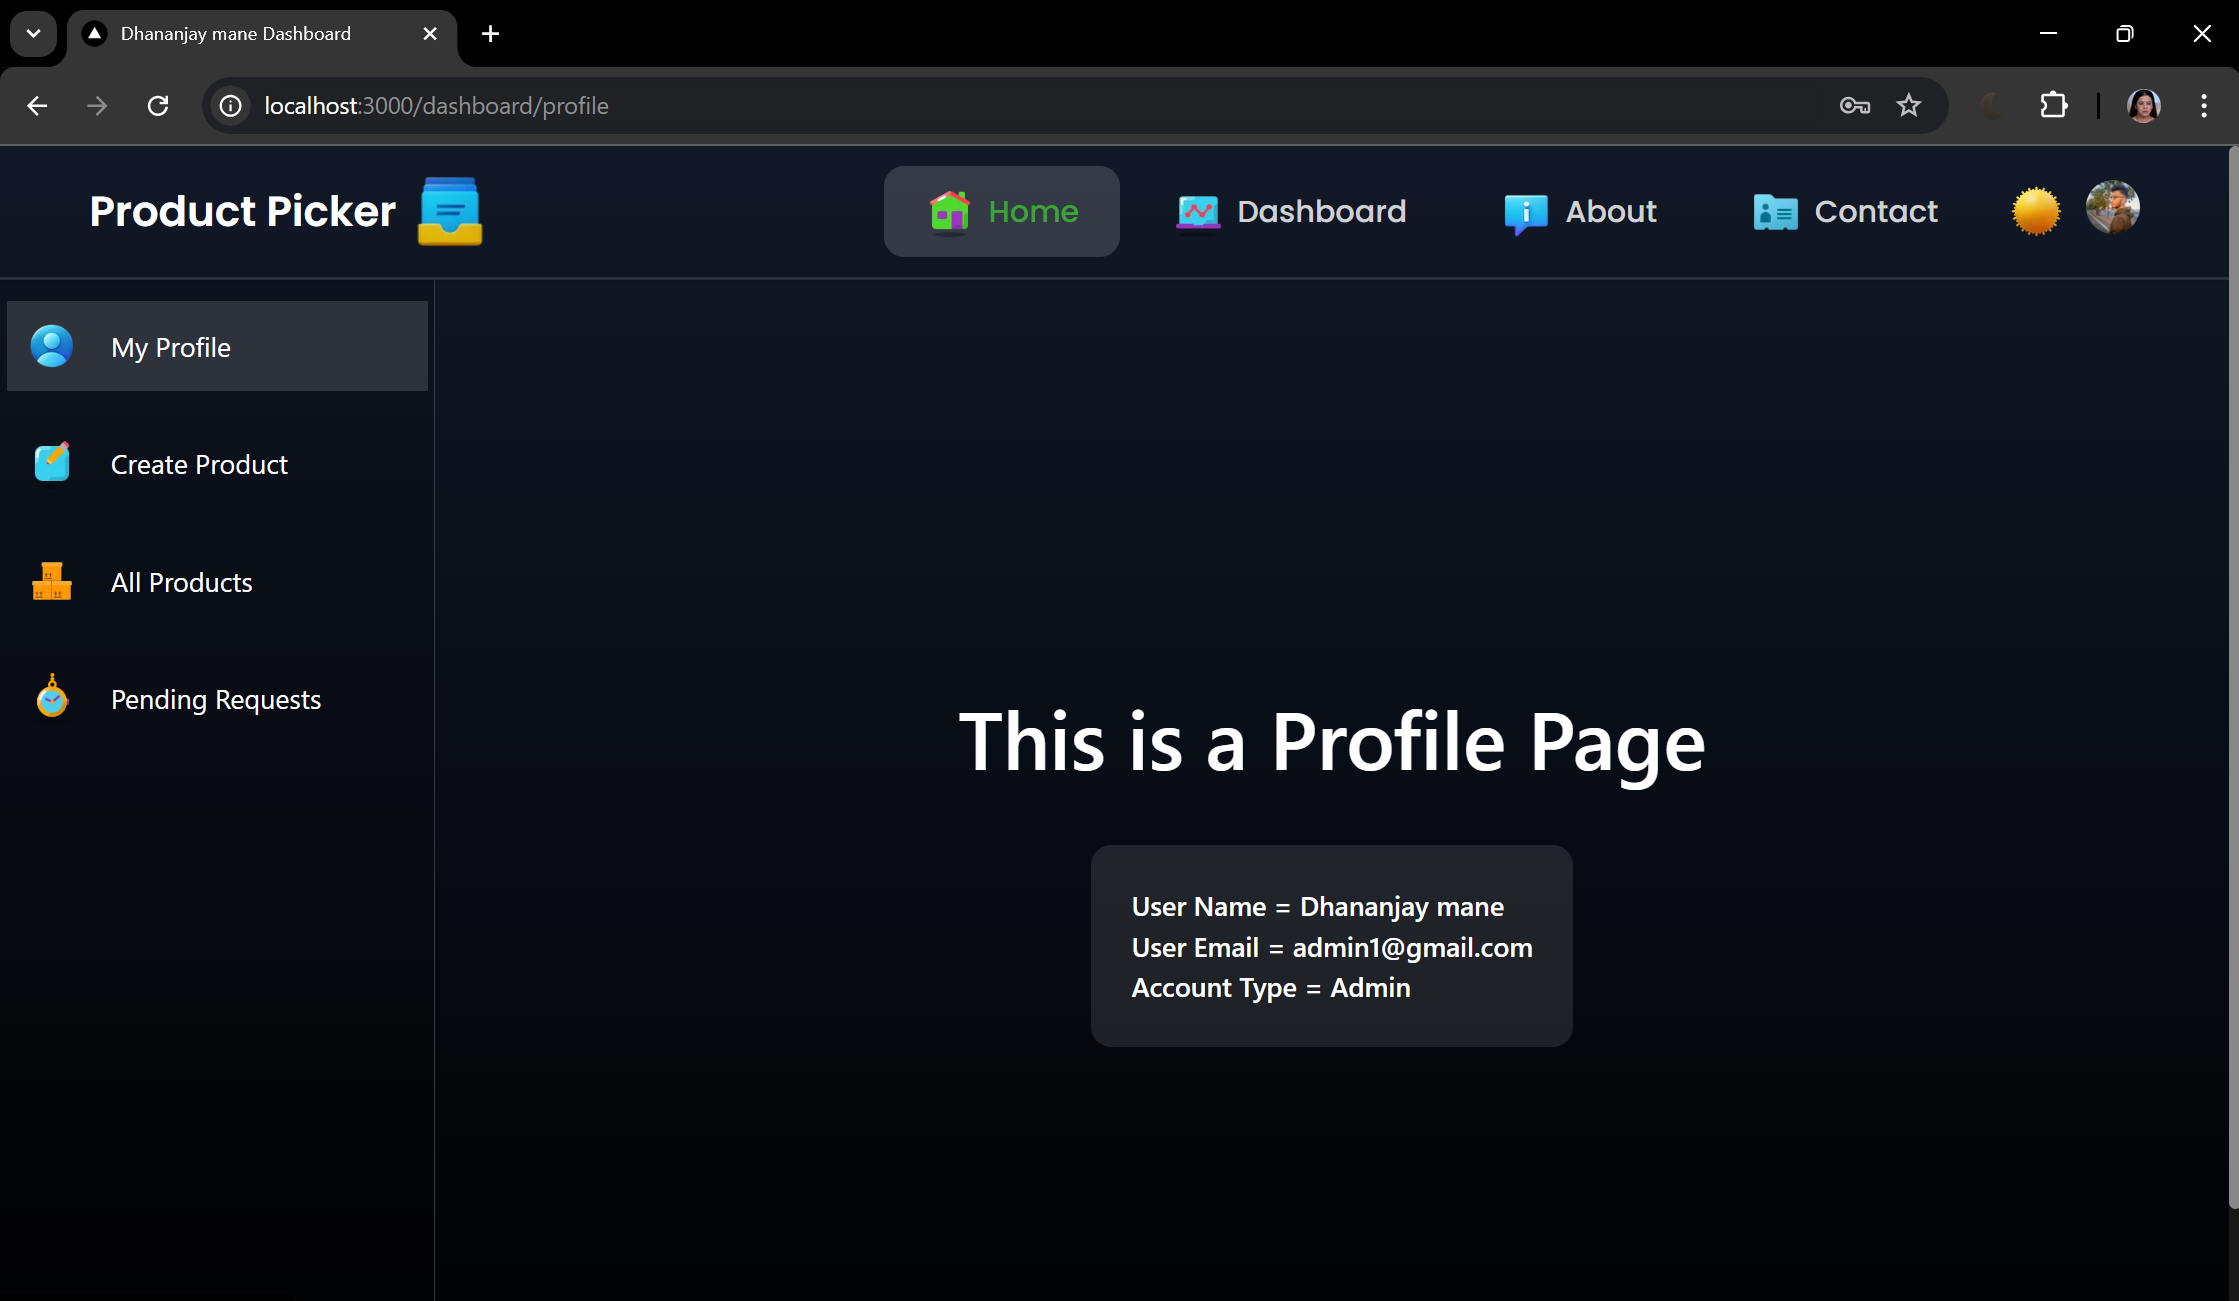 Dhananjay mane Dashboard
localhost:3000/dashboard/profile
Product Picker
Home
Dashboard
About
Contact
My Profile
Create Product
All Products
Pending Requests
This is a Profile Page
User Name = Dhananjay mane
User Email = admin1@gmail.com
Account Type = Admin